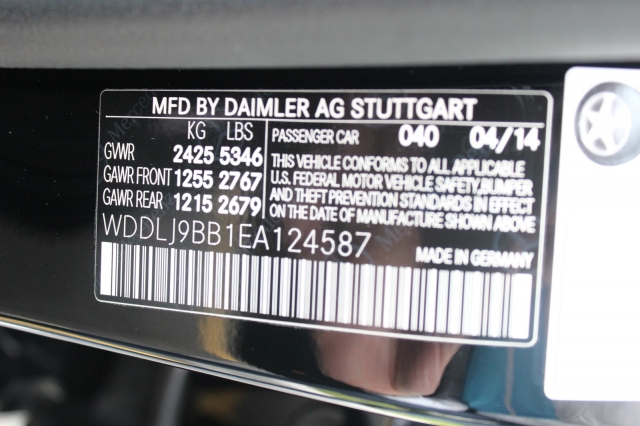 MFD BY DAIMLER AG STUTTGART
KG LBS
GVWR 2425 5346
GAWR FRONT 1255 2767
GAWR REAR 1215 2679
PASSENGER CAR 040 04/14
THIS VEHICLE CONFORMS TO ALL APPLICABLE
U.S. FEDERAL MOTOR VEHICLE SAFETY, BUMPER
AND THEFT PREVENTION STANDARDS IN EFFECT
ON THE DATE OF MANUFACTURE SHOWN ABOVE
WDDLJ9BB1EA124587
MADE IN GERMANY